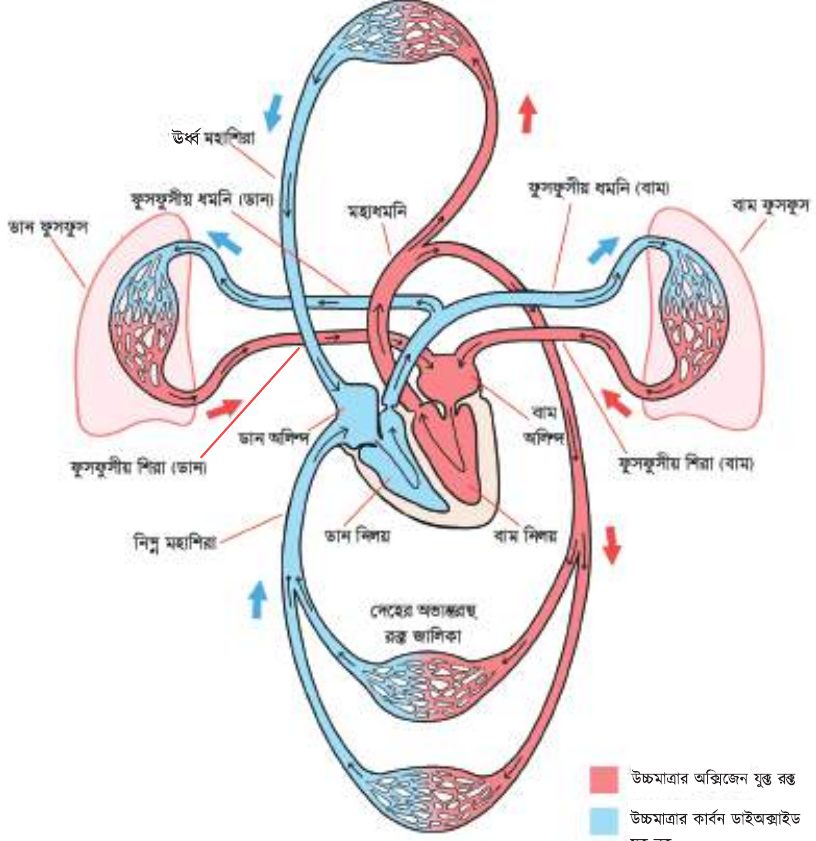 ঊর্ধ্ব মহাশিরা
ফুসফুসীয় ধমনি (ডান)
ফুসফুসীয় ধমনি (বাম)
ডান ফুসফুস
মহাধমনি
বাম ফুসফুস
ডান অলিন্দ
বাম
অলিন্দ
ফুসফুসীয় শিরা (ডান)
ফুসফুসীয় শিরা (বাম)
নিম্ন মহাশিরা
ডান নিলয়
বাম নিলয়
দেহের অভ্যন্তরস্থ
রক্ত জালিকা
উচ্চমাত্রার অক্সিজেন যুক্ত রক্ত
উচ্চমাত্রার কার্বন ডাইঅক্সাইড